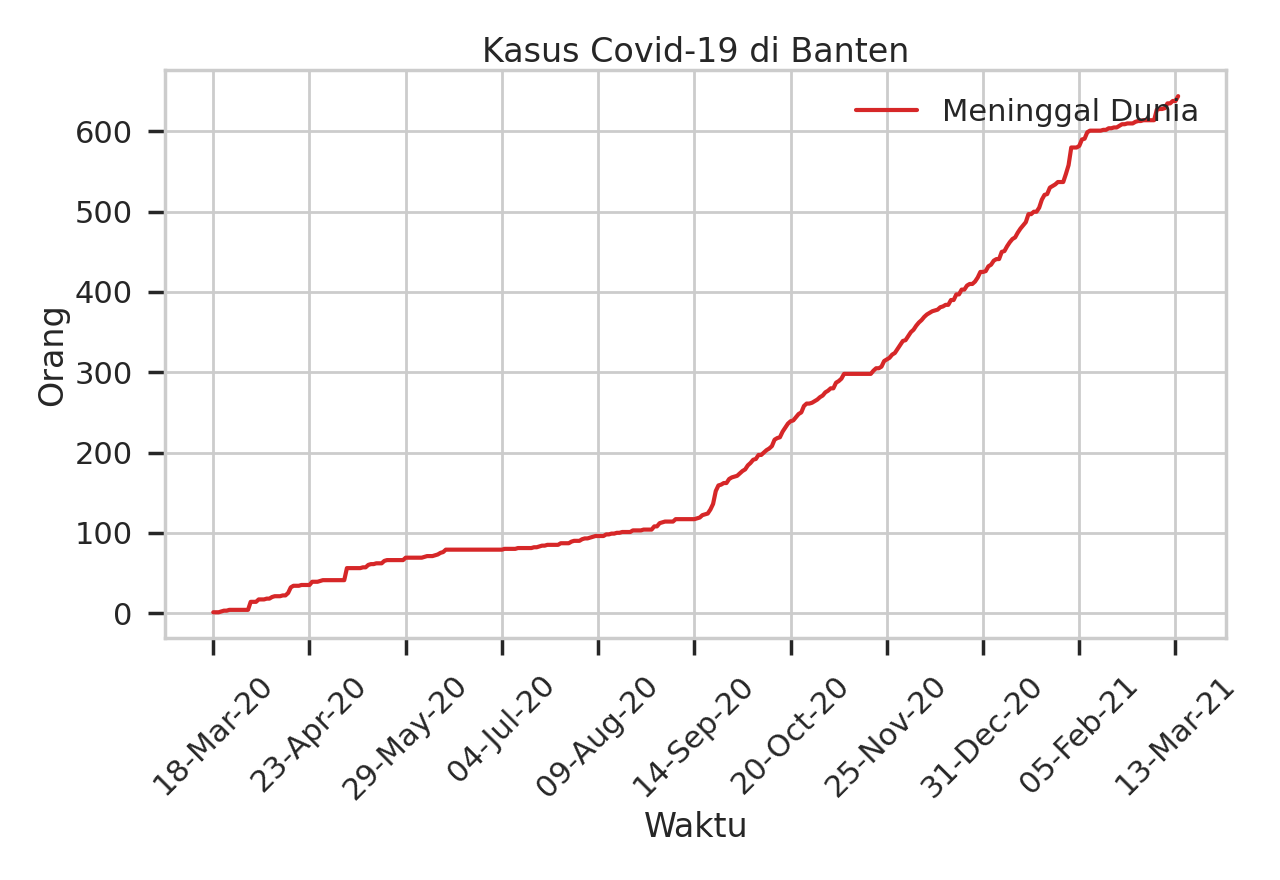 Kasus Covid-19 di Banten
Meninggal Dunia
Orang
600
500
400
300
200
100
0
18-Mar-20
23-Apr-20
29-May-20
04-Jul-20
09-Aug-20
14-Sep-20
20-Oct-20
25-Nov-20
31-Dec-20
05-Feb-21
13-Mar-21
Waktu